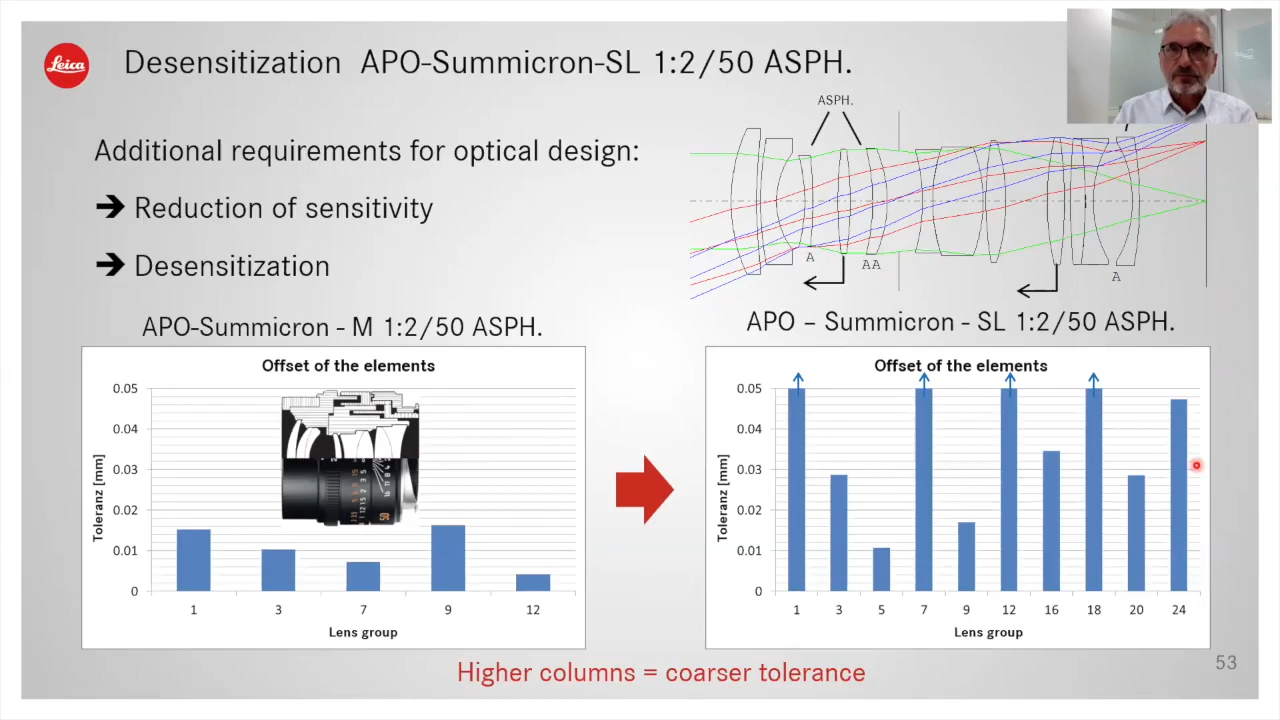 Leica
Desensitization APO-Summicron-SL 1:2/50 ASPH.
ASPH.
Additional requirements for optical design:
➔ Reduction of sensitivity
➔ Desensitization
A
AA
A
APO-Summicron - M 1:2/50 ASPH.
APO – Summicron - SL 1:2/50 ASPH.
Offset of the elements
0.05
0.04
0.03
0.02
0.01
0
Toleranz [mm]
1 3 7 9 12
Lens group
Offset of the elements
0.05
0.04
0.03
0.02
0.01
0
Toleranz [mm]
1 3 5 7 9 12 16 18 20 24
Lens group
Higher columns = coarser tolerance
53